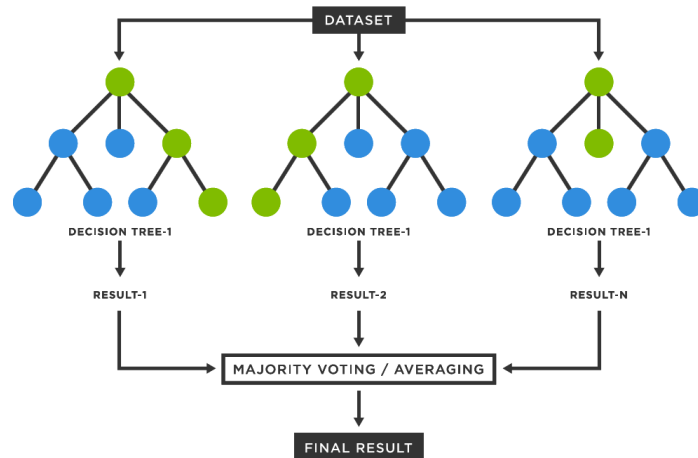 DATASET
DECISION TREE-1
DECISION TREE-1
DECISION TREE-1
RESULT-1
RESULT-2
RESULT-N
MAJORITY VOTING / AVERAGING
FINAL RESULT